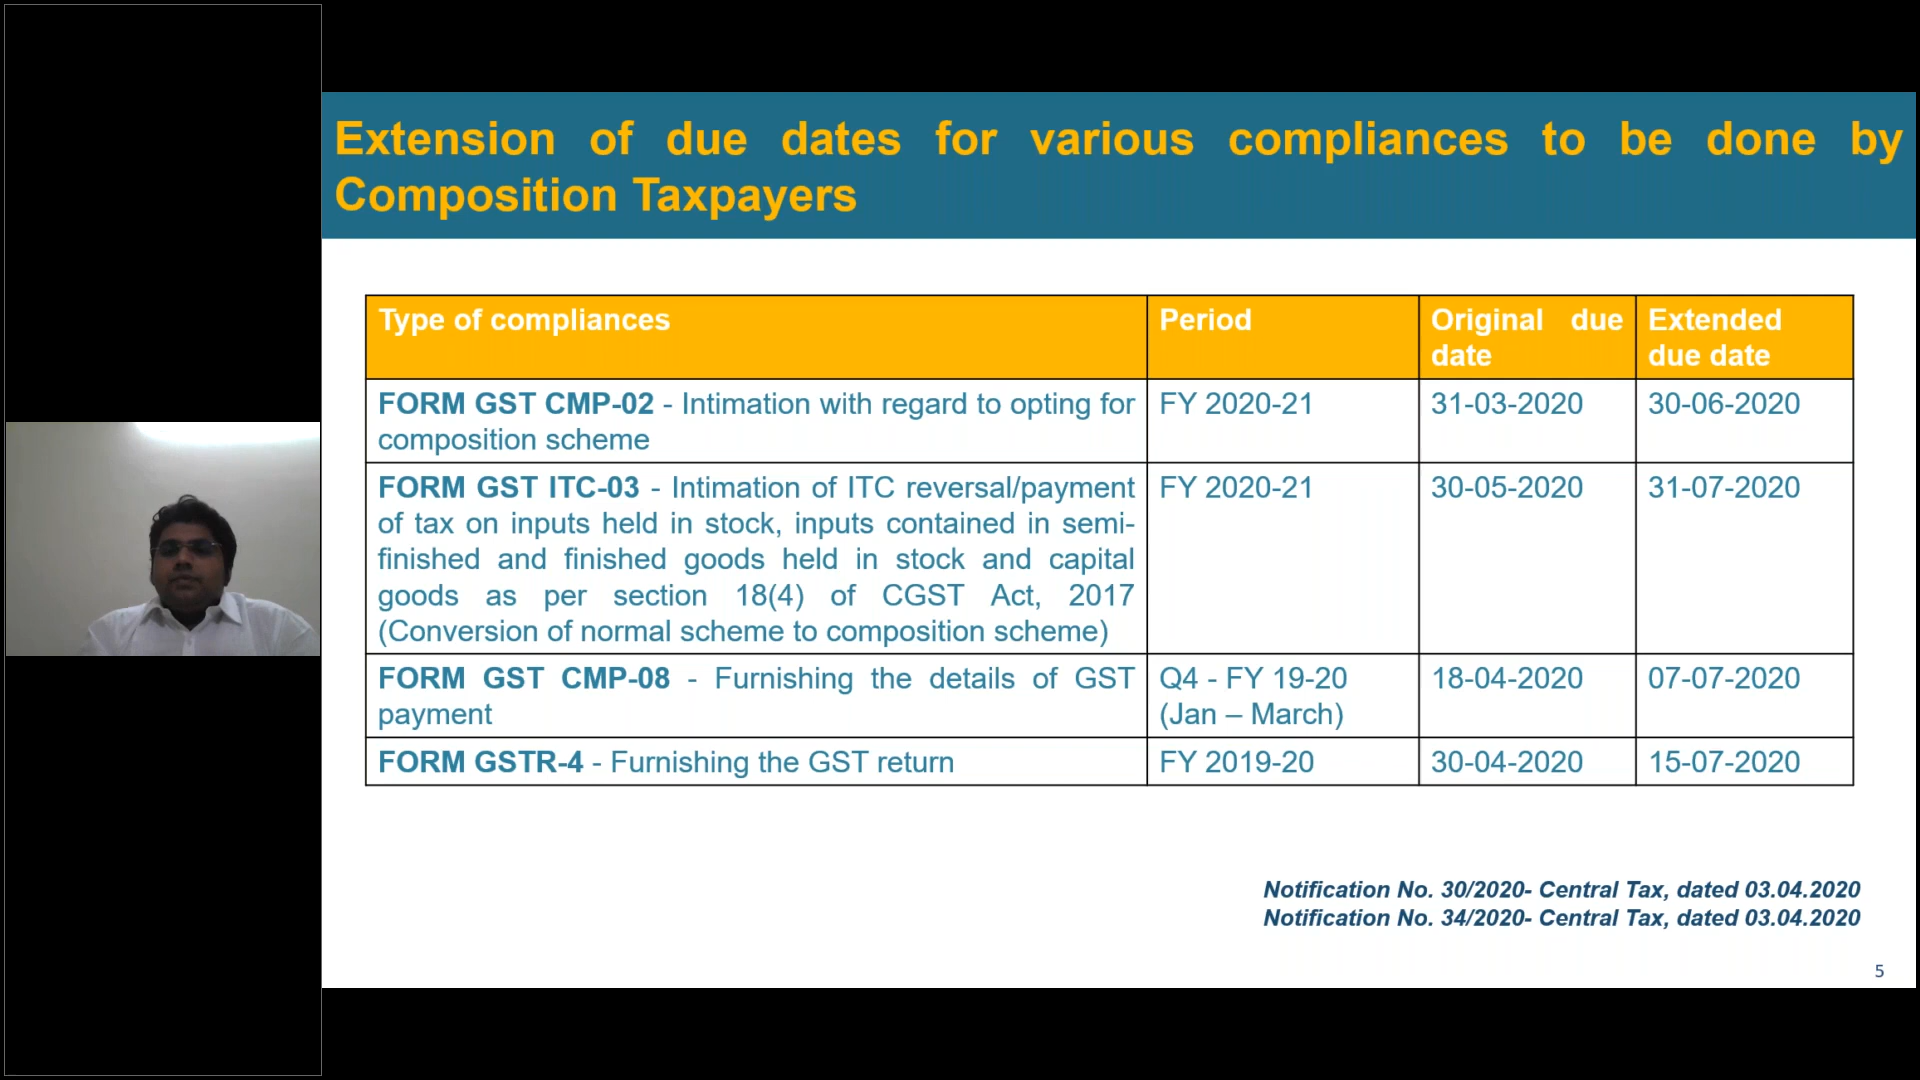 Extension of due dates for various compliances to be done by
Composition Taxpayers
Type of compliances
Period
Original due
date
Extended
due date
FORM GST CMP-02 - Intimation with regard to opting for
composition scheme
FY 2020-21
31-03-2020
30-06-2020
FORM GST ITC-03 - Intimation of ITC reversal/payment
of tax on inputs held in stock, inputs contained in semi-
finished and finished goods held in stock and capital
goods as per section 18(4) of CGST Act, 2017
(Conversion of normal scheme to composition scheme)
FY 2020-21
30-05-2020
31-07-2020
FORM GST CMP-08 - Furnishing the details of GST
payment
Q4 - FY 19-20
(Jan – March)
18-04-2020
07-07-2020
FORM GSTR-4 - Furnishing the GST return
FY 2019-20
30-04-2020
15-07-2020
Notification No. 30/2020- Central Tax, dated 03.04.2020
Notification No. 34/2020- Central Tax, dated 03.04.2020
5